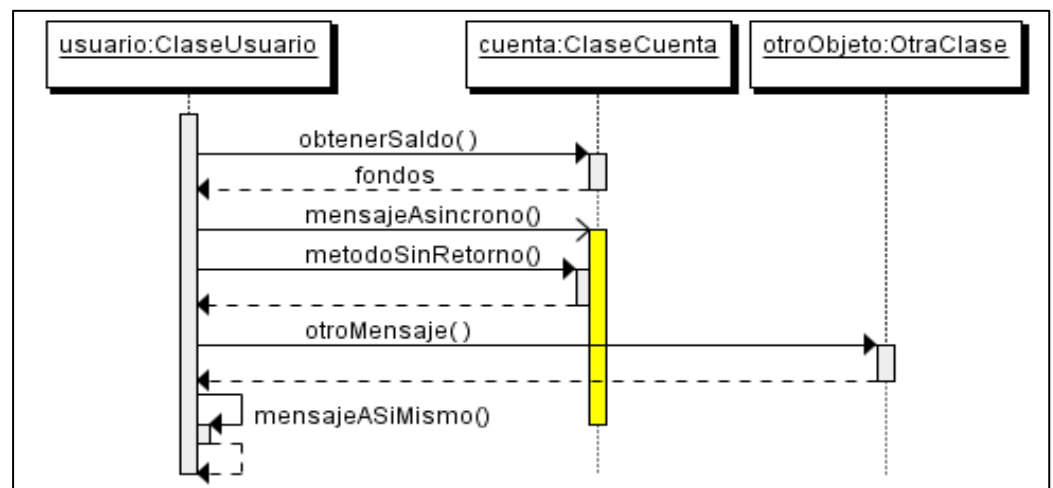 usuario:ClaseUsuario
cuenta:ClaseCuenta
otroObjeto:OtraClase
obtenerSaldo()
fondos
mensajeAsincrono()
metodoSinRetorno()
otroMensaje()
mensajeASiMismo()